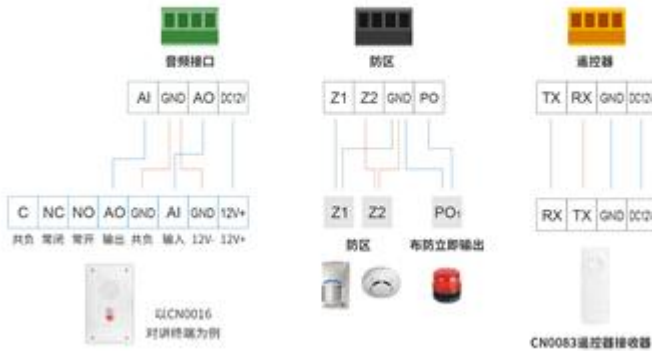 音频接口
AI GND AO DC12V
C NC NO AO GND AI GND 12V+
共负 常闭 常开 输出 共负 输入 12V- 12V+
以CN0016
对讲终端为例
防区
Z1 Z2 GND PO
Z1 Z2 PO
防区 布防立即输出
遥控器
TX RX GND DC12V
RX TX GND DC12V
CN0083遥控器接收器